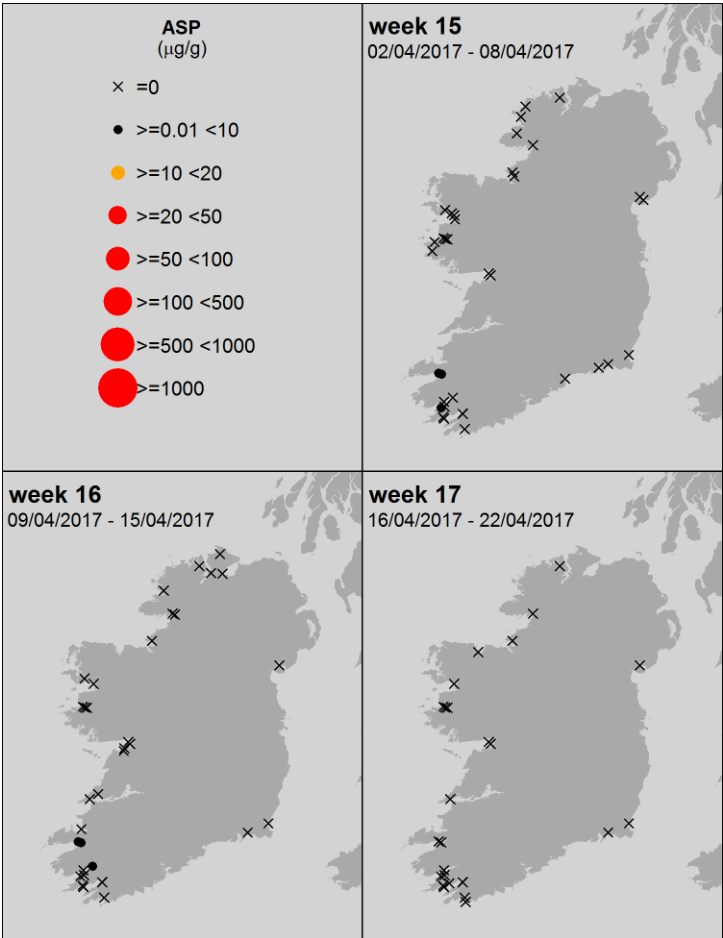 ASP
(μg/g)
=0
>=0.01 <10
>=10 <20
>=20 <50
>=50 <100
>=100 <500
>=500 <1000
>=1000
week 15
02/04/2017 - 08/04/2017
week 16
09/04/2017 - 15/04/2017
week 17
16/04/2017 - 22/04/2017